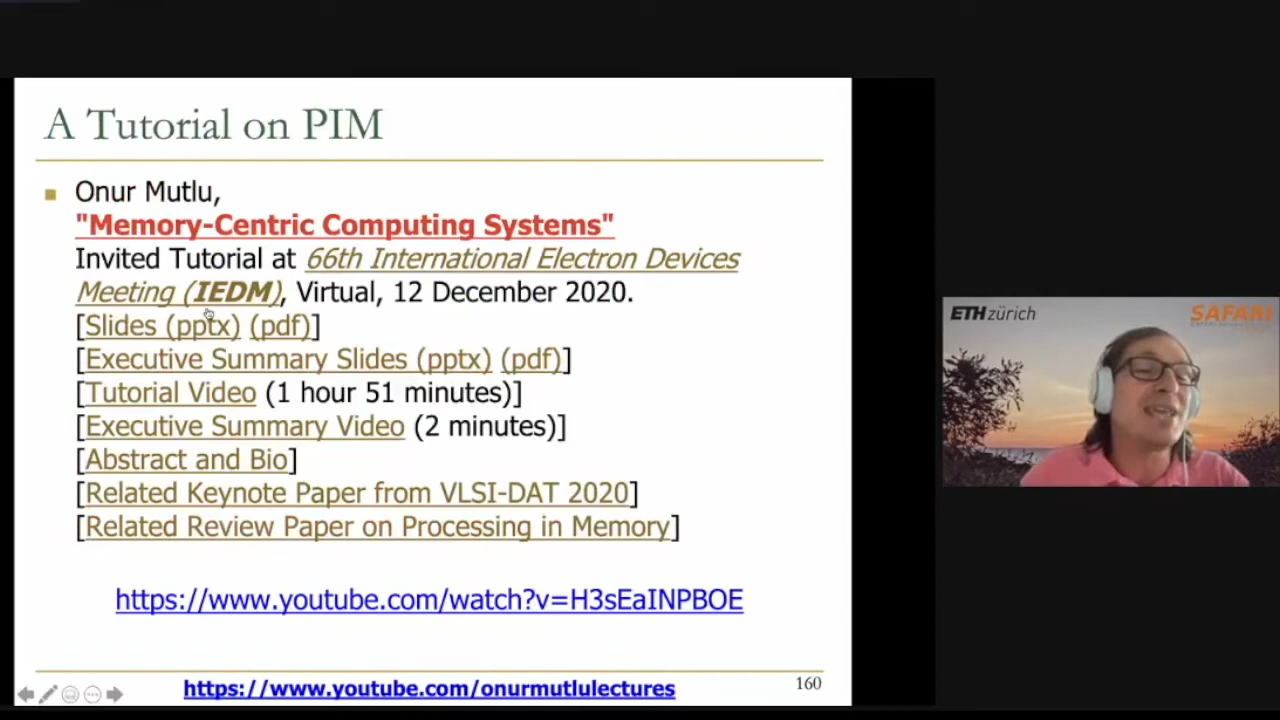 A Tutorial on PIM
Onur Mutlu,
"Memory-Centric Computing Systems"
Invited Tutorial at 66th International Electron Devices
Meeting (IEDM), Virtual, 12 December 2020.
[Slides (pptx) (pdf)]
[Executive Summary Slides (pptx) (pdf)]
[Tutorial Video (1 hour 51 minutes)]
[Executive Summary Video (2 minutes)]
[Abstract and Bio]
[Related Keynote Paper from VLSI-DAT 2020]
[Related Review Paper on Processing in Memory]
https://www.youtube.com/watch?v=H3sEaINPBOE
https://www.youtube.com/onurmutlulectures
160
ETH zürich
SAFARI